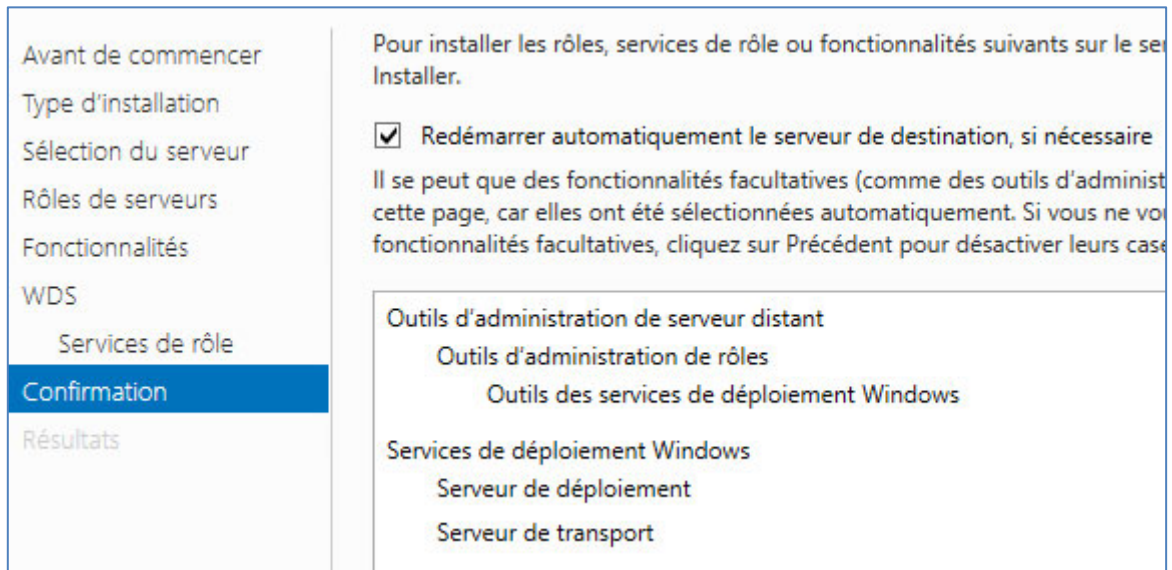 Avant de commencer
Type d'installation
Sélection du serveur
Rôles de serveurs
Fonctionnalités
WDS
Services de rôle
Confirmation
Résultats
Pour installer les rôles, services de rôle ou fonctionnalités suivants sur le
Installer.
Redémarrer automatiquement le serveur de destination, si nécessaire
Il se peut que des fonctionnalités facultatives (comme des outils
cette page, car elles ont été sélectionnées automatiquement. Si vous ne
fonctionnalités facultatives, cliquez sur Précédent pour désactiver leurs
Outils d'administration de serveur distant
Outils d'administration de rôles
Outils des services de déploiement Windows
Services de déploiement Windows
Serveur de déploiement
Serveur de transport